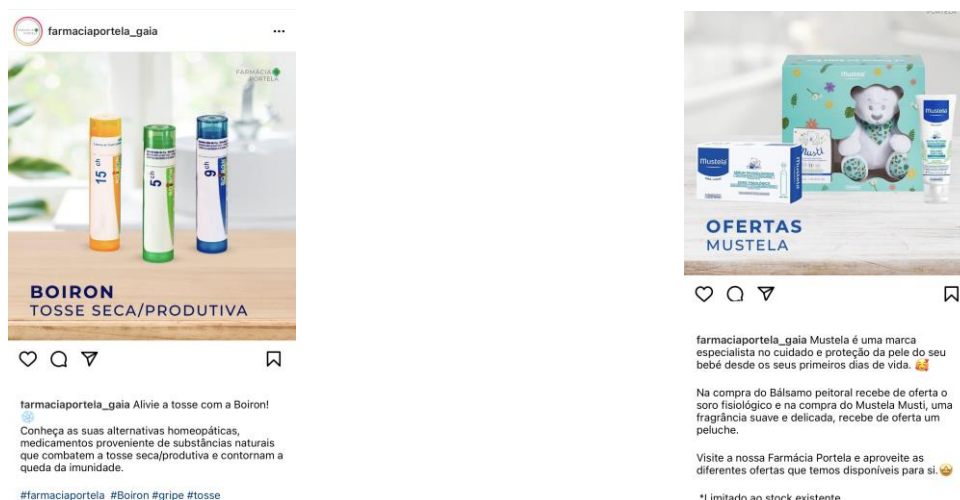 farmaciaportela_gaia
FARMÁCIA
PORTELA
15 ch
5 ch
9 ch
BOIRON
BOIRON
TOSSE SECA/PRODUTIVA
farmaciaportela_gaia Alivie a tosse com a Boiron!
Conheça as suas alternativas homeopáticas,
medicamentos proveniente de substâncias naturais
que combatem a tosse seca/produtiva e contornam a
queda da imunidade.
#farmaciaportela #Boiron #gripe #tosse
PORTELA
Mustela
Musti
Mustela
Mustela
OFERTAS
MUSTELA
farmaciaportela_gaia Mustela é uma marca
especialista no cuidado e proteção da pele do seu
bebé desde os seus primeiros dias de vida.
Na compra do Bálsamo peitoral recebe de oferta o
soro fisiológico e na compra do Mustela Musti, uma
fragrância suave e delicada, recebe de oferta um
peluche.
Visite a nossa Farmácia Portela e aproveite as
diferentes ofertas que temos disponíveis para si.
*Limitado ao stock existente